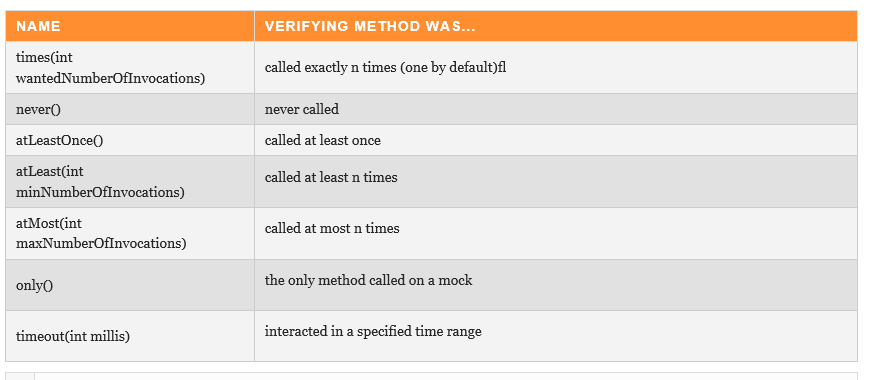 NAME
VERIFYING METHOD WAS...
times(int
wantedNumberOfInvocations)
called exactly n times (one by default)fl
never()
never called
atLeastOnce()
called at least once
atLeast(int
minNumberOfInvocations)
called at least n times
atMost(int
maxNumberOfInvocations)
called at most n times
only()
the only method called on a mock
timeout(int millis)
interacted in a specified time range